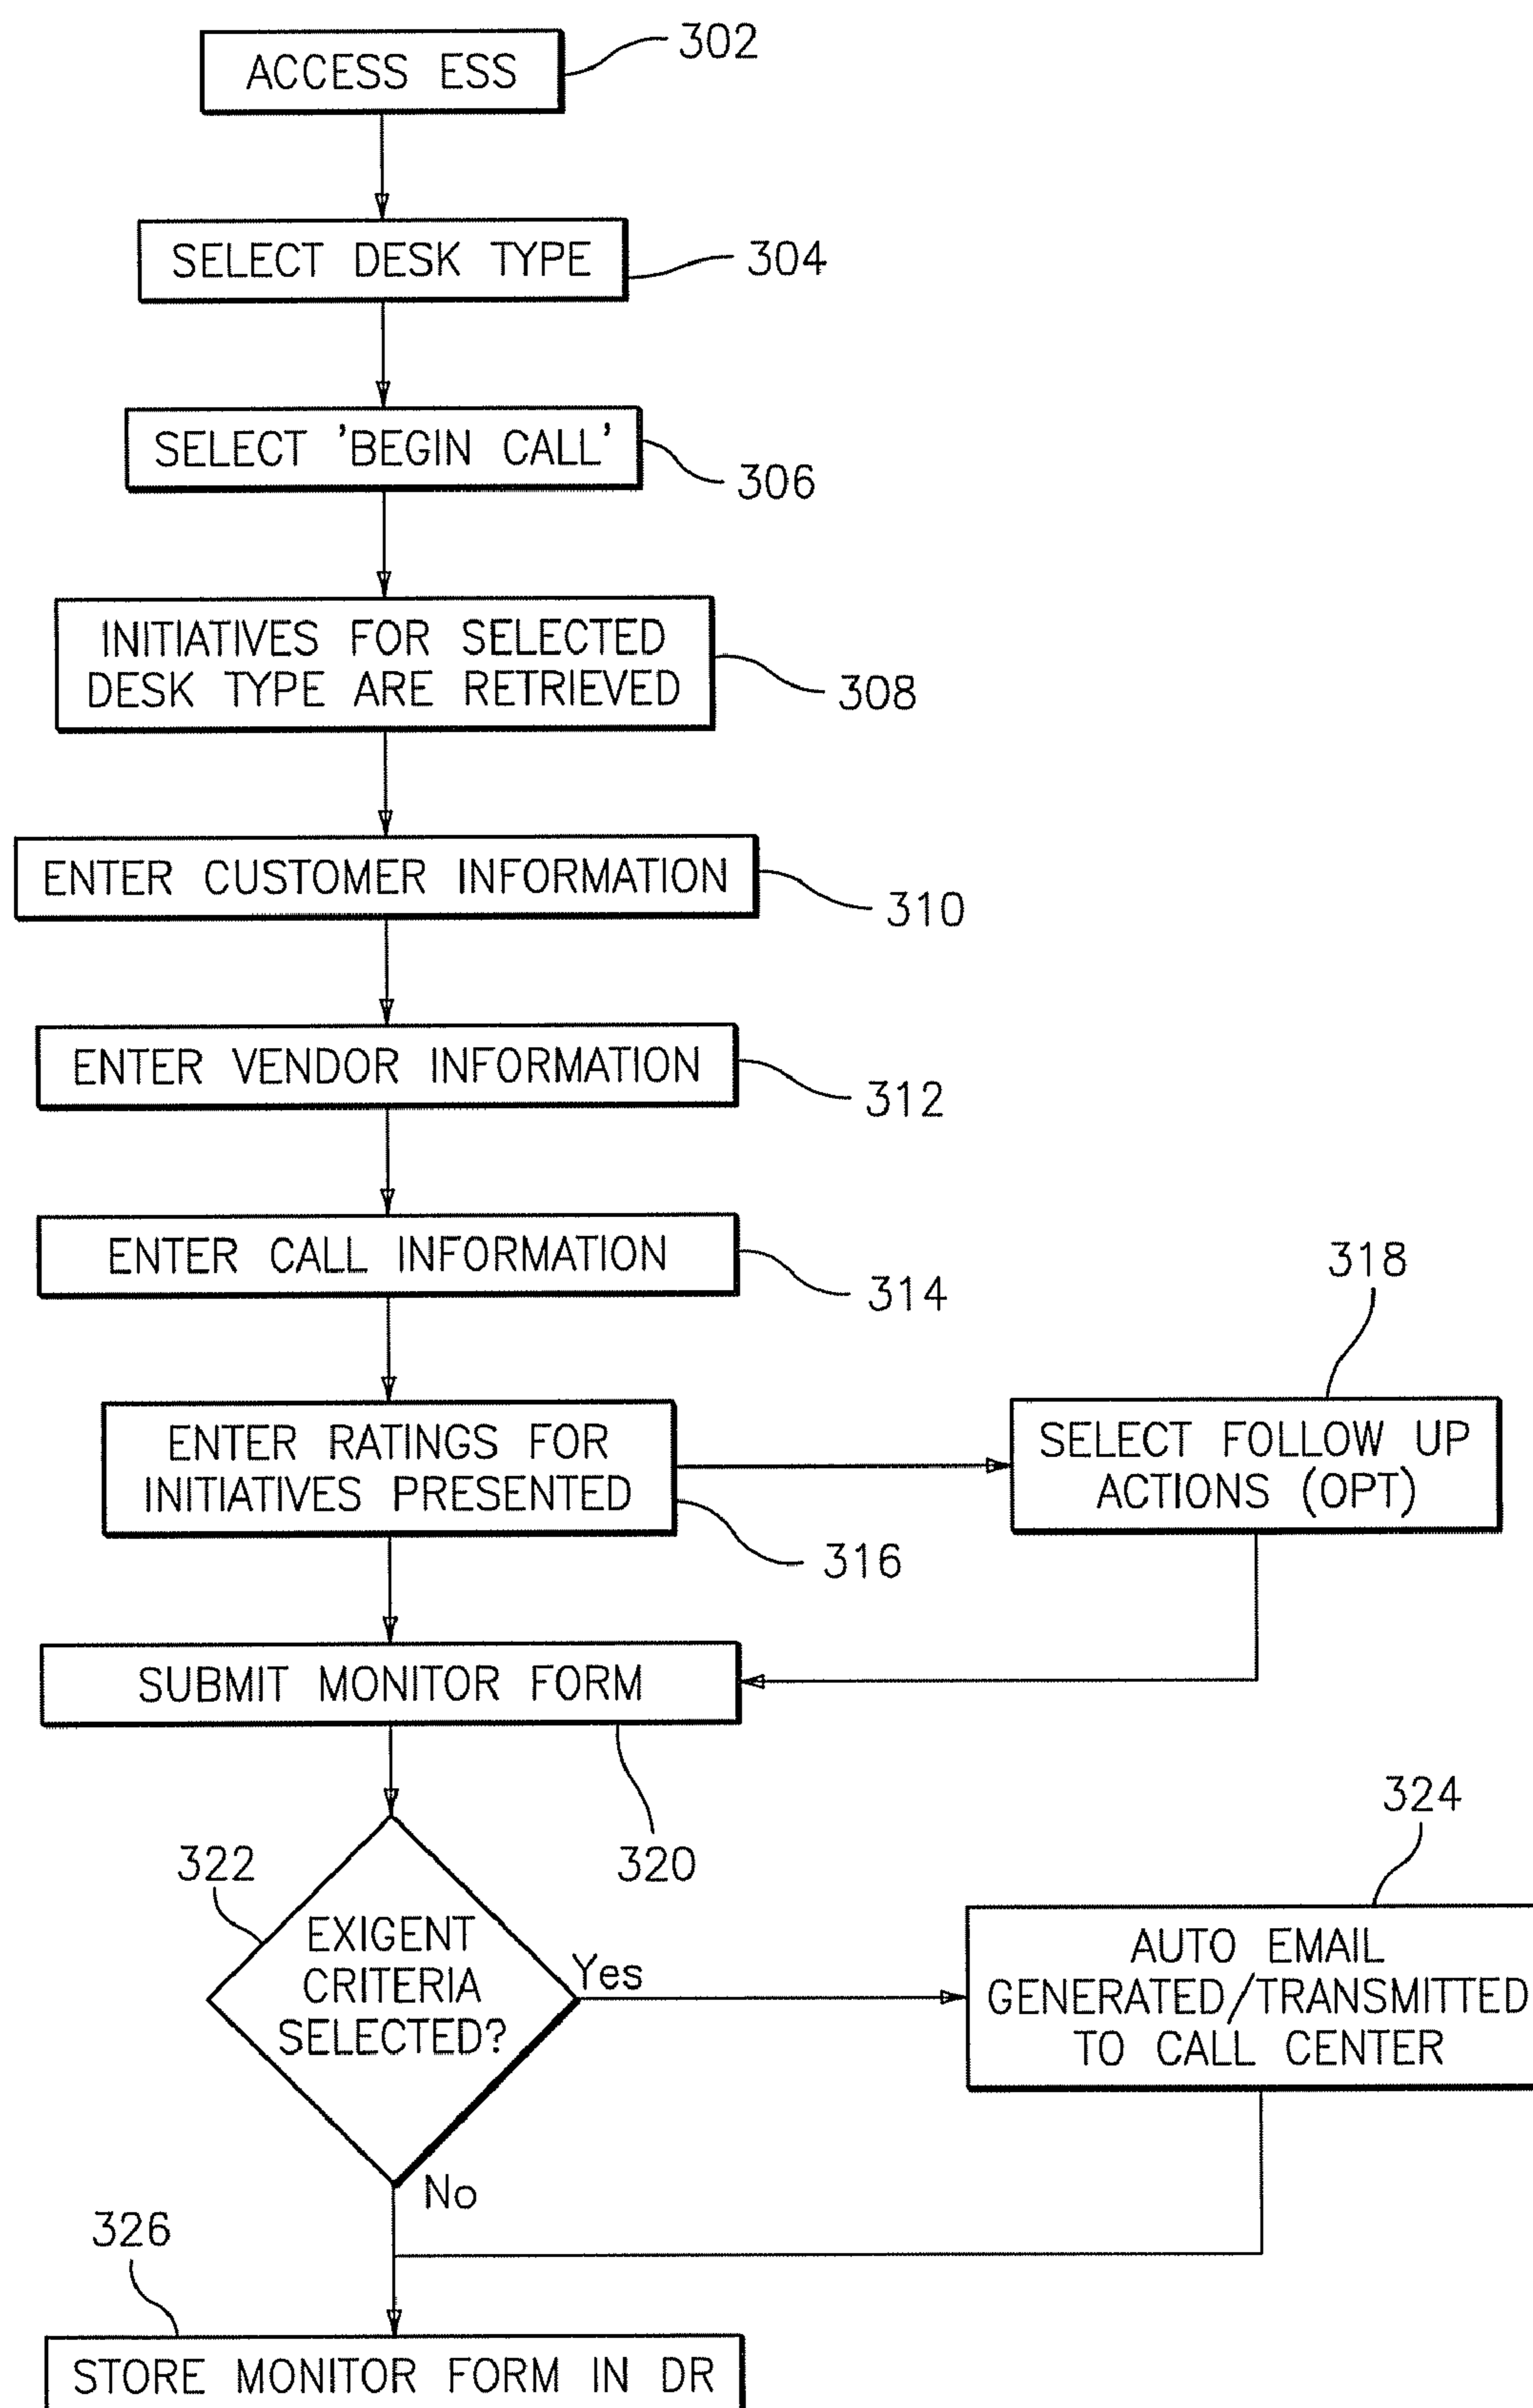 ACCESS ESS
302
SELECT DESK TYPE
304
SELECT 'BEGIN CALL'
306
INITIATIVES FOR SELECTED
DESK TYPE ARE RETRIEVED
308
ENTER CUSTOMER INFORMATION
310
ENTER VENDOR INFORMATION
312
ENTER CALL INFORMATION
314
318
ENTER RATINGS FOR
INITIATIVES PRESENTED
316
SELECT FOLLOW UP
ACTIONS (OPT)
SUBMIT MONITOR FORM
320
322
EXIGENT
CRITERIA
SELECTED?
Yes
No
324
AUTO EMAIL
GENERATED/TRANSMITTED
TO CALL CENTER
326
STORE MONITOR FORM IN DR